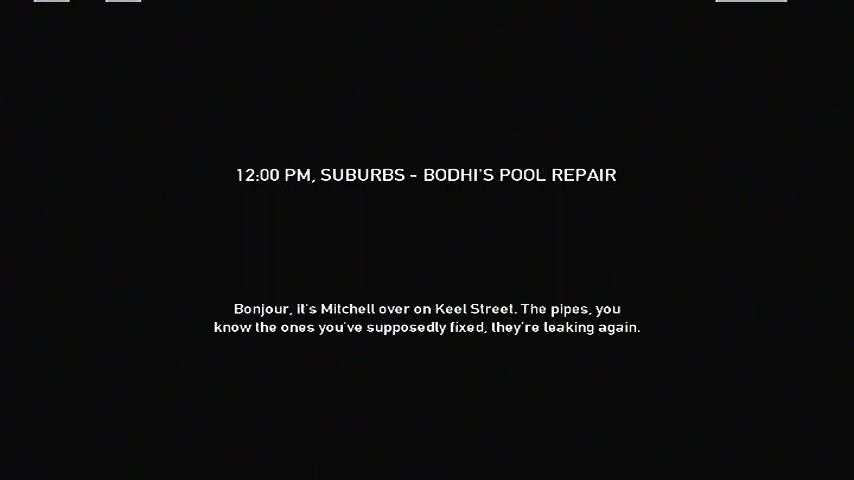 12:00 PM, SUBURBS - BODHI'S POOL REPAIR
Bonjour, it's Mitchell over on Keel Street. The pipes, you
know the ones you've supposedly fixed, they're leaking again.